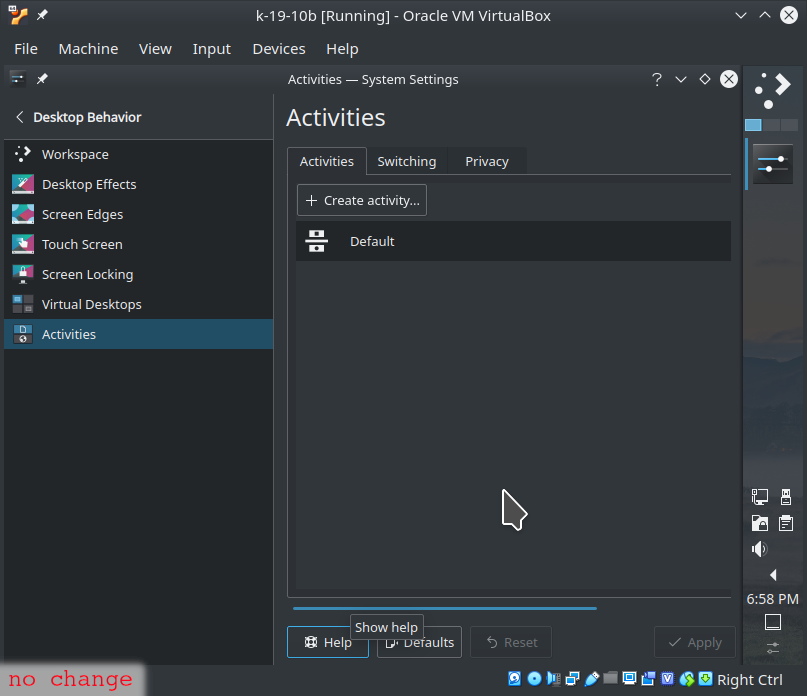 k-19-10b [Running] - Oracle VM VirtualBox
File Machine View Input Devices Help
Activities — System Settings
Desktop Behavior
Workspace
Desktop Effects
Screen Edges
Touch Screen
Screen Locking
Virtual Desktops
Activities
Activities
Activities Switching Privacy
Create activity...
Default
Show help
Help Defaults Reset Apply
6:58 PM
no change
Right Ctrl